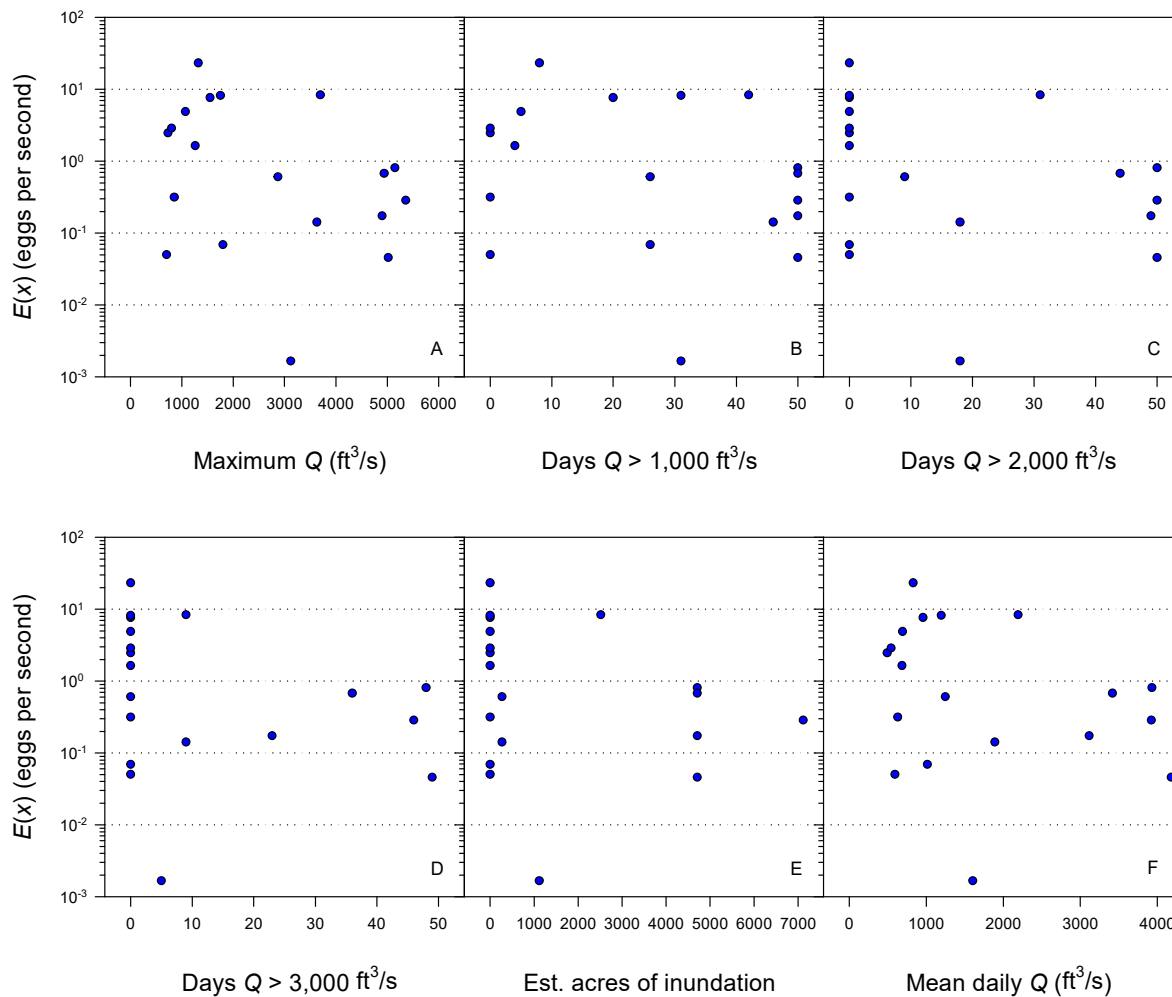 E(x) (eggs per second)
10² 10¹ 10⁰ 10⁻¹ 10⁻² 10⁻³
A B C
0 1000 2000 3000 4000 5000 6000 0 10 20 30 40 50 0 10 20 30 40 50
Maximum Q (ft³/s) Days Q > 1,000 ft³/s Days Q > 2,000 ft³/s
E(x) (eggs per second)
10² 10¹ 10⁰ 10⁻¹ 10⁻² 10⁻³
D E F
0 10 20 30 40 50 0 1000 2000 3000 4000 5000 6000 7000 0 1000 2000 3000 4000
Days Q > 3,000 ft³/s Est. acres of inundation Mean daily Q (ft³/s)